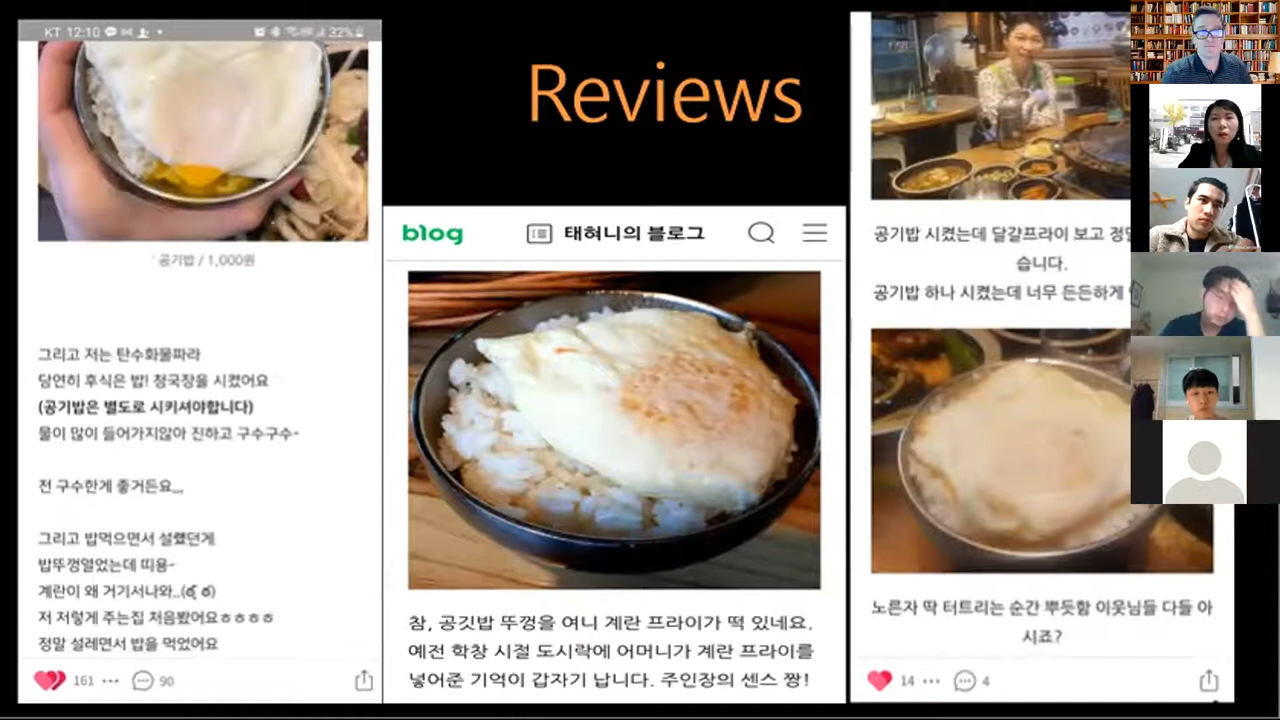 Reviews
KT 12:10
32%
공기밥 / 1,000원
그리고 저는 탄수화물파라
당연히 후식은 밥! 청국장을 시켰어요
(공기밥은 별도로 시키셔야합니다)
물이 많이 들어가지않아 진하고 구수구수~
전 구수한게 좋거든요,,,
그리고 밥먹으면서 설렜던게
밥뚜껑열었는데 띠용~
계란이 왜 거기서나와..
저 저렇게 주는집 처음봤어요ㅎㅎㅎㅎ
정말 설레면서 밥을 먹었어요
161 ••• 90
blog 태혀니의 블로그
참, 공깃밥 뚜껑을 여니 계란 프라이가 떡 있네요.
예전 학창 시절 도시락에 어머니가 계란 프라이를
넣어준 기억이 갑자기 납니다. 주인장의 센스 짱!
공기밥 시켰는데 달걀프라이 보고
습니다.
공기밥 하나 시켰는데 너무 든든하게
노른자 딱 터트리는 순간 뿌듯함 이웃님들 다들 아
시죠?
14 ••• 4